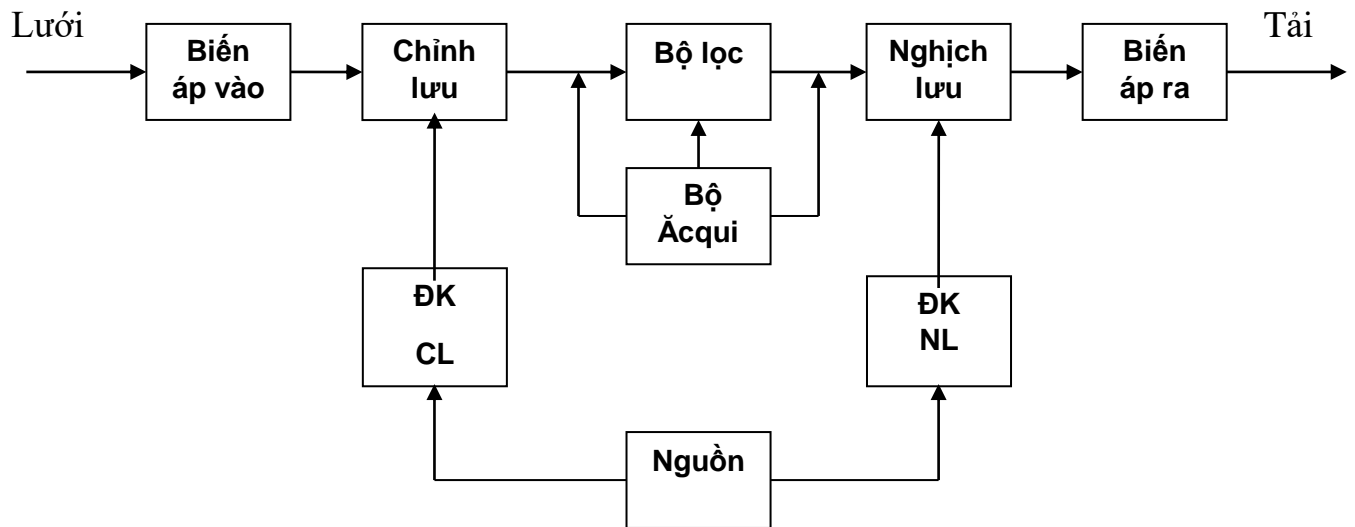 Lưới
Tải
Biến
áp vào
Chỉnh
lưu
Bộ lọc
Nghịch
lưu
Biến
áp ra
Bộ
Ăcqui
ĐK
CL
ĐK
NL
Nguồn